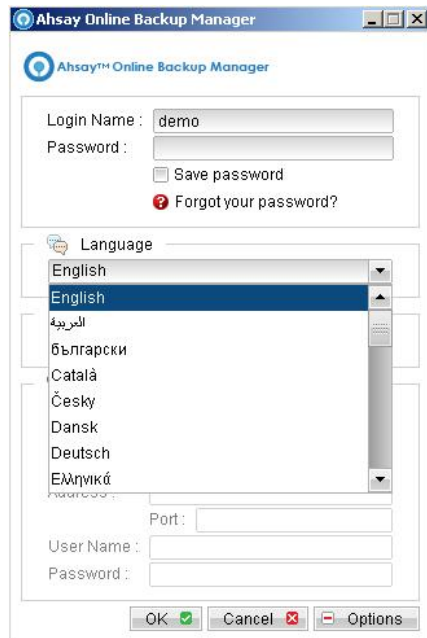 Ahsay Online Backup Manager
Ahsay™ Online Backup Manager
Login Name : demo
Password :
Save password
Forgot your password?
Language
English
English
العربية
български
Català
Česky
Dansk
Deutsch
Ελληνικά
Address :
Port :
User Name :
Password :
OK Cancel Options